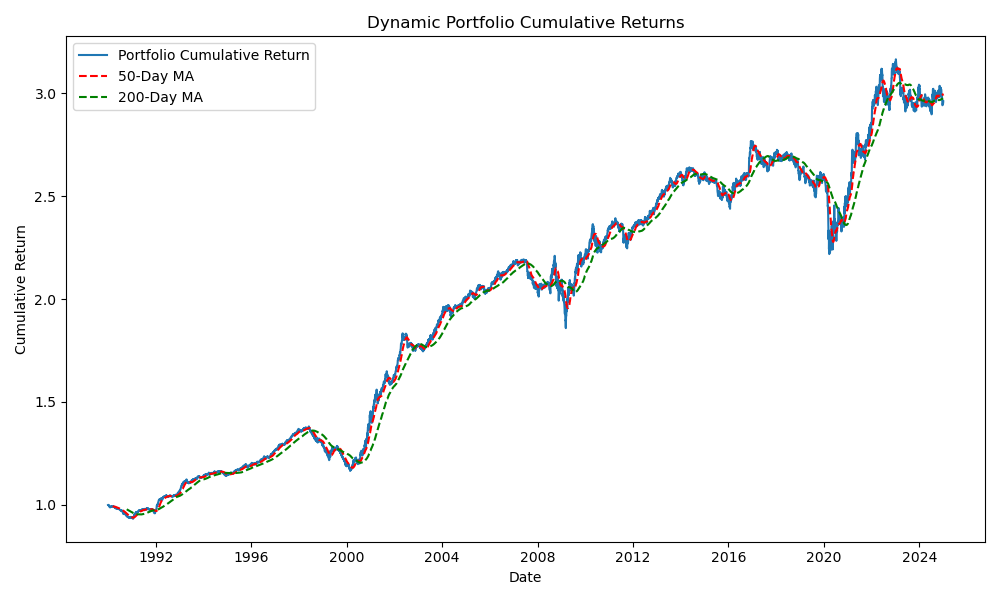 Dynamic Portfolio Cumulative Returns
Portfolio Cumulative Return
50-Day MA
200-Day MA
Cumulative Return
3.0
2.5
2.0
1.5
1.0
1992 1996 2000 2004 2008 2012 2016 2020 2024
Date